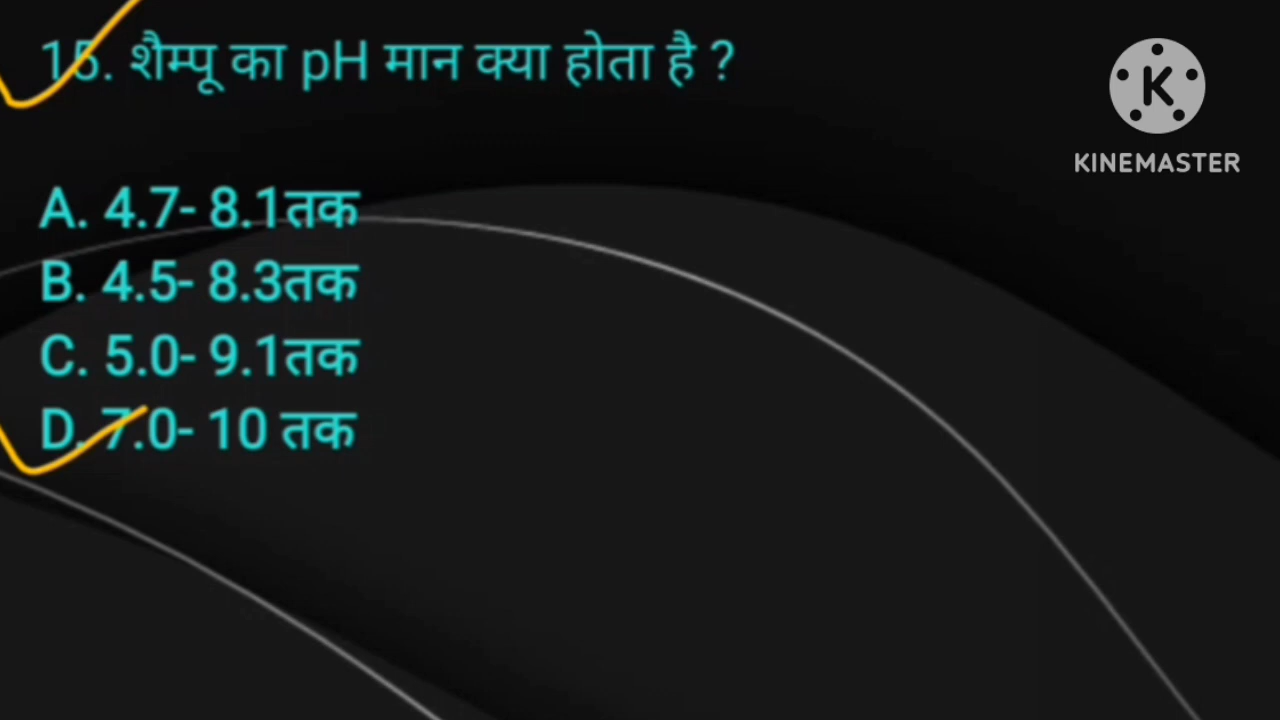 15. शैम्पू का pH मान क्या होता है ?
KINEMASTER
A. 4.7- 8.1तक
B. 4.5- 8.3तक
C. 5.0- 9.1तक
D. 7.0- 10 तक